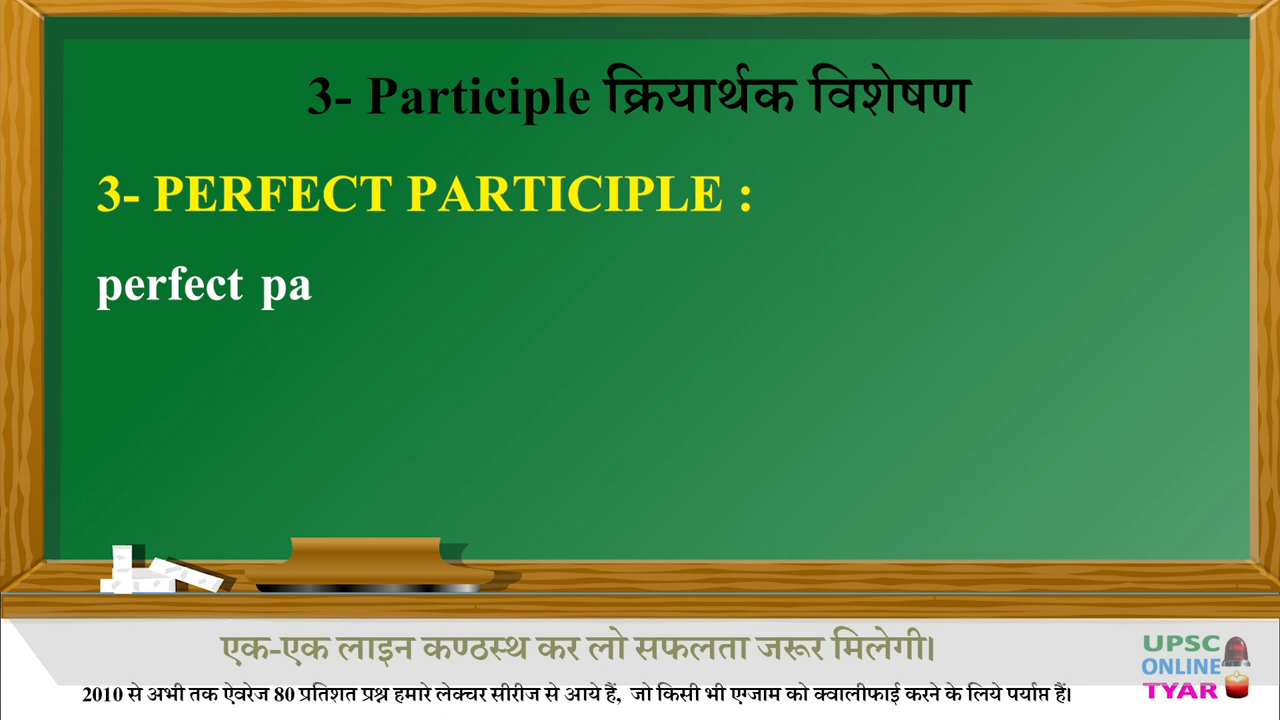 3- Participle क्रियार्थक विशेषण
3- PERFECT PARTICIPLE :
perfect pa
एक-एक लाइन कण्ठस्थ कर लो सफलता जरूर मिलेगी।
2010 से अभी तक ऐवरेज 80 प्रतिशत प्रश्न हमारे लेक्चर सीरीज से आये हैं, जो किसी भी एग्जाम को क्वालीफाई करने के लिये पर्याप्त हैं।
UPSC
ONLINE
TYAR